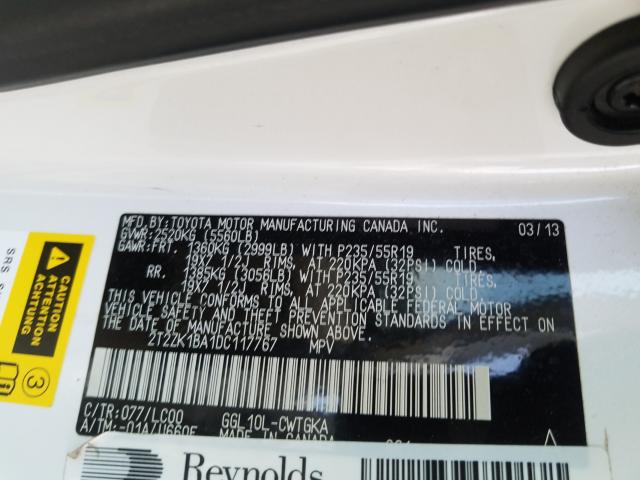 MFD. BY: TOYOTA MOTOR MANUFACTURING CANADA INC. 03/13
GVWR: 2520KG (5560LB)
GAWR: FRT. 1360KG (2999LB) WITH P235/55R19 TIRES,
19X7 1/2J RIMS, AT 220KPA (32PSI) COLD.
RR. 1385KG (3056LB) WITH P235/55R19 TIRES,
19X7 1/2J RIMS, AT 220KPA (32PSI) COLD.
THIS VEHICLE CONFORMS TO ALL APPLICABLE FEDERAL MOTOR
VEHICLE SAFETY AND THEFT PREVENTION STANDARDS IN EFFECT ON
THE DATE OF MANUFACTURE SHOWN ABOVE.
2T2ZK1BA1DC117767 MPV
C/TR: 077/LC00 GGL10L-CWTGKA
A/TM: -01A/U660F MADE IN CANADA
CAUTION
ATTENTION
ACHTUNG
3
SRS
Reynolds